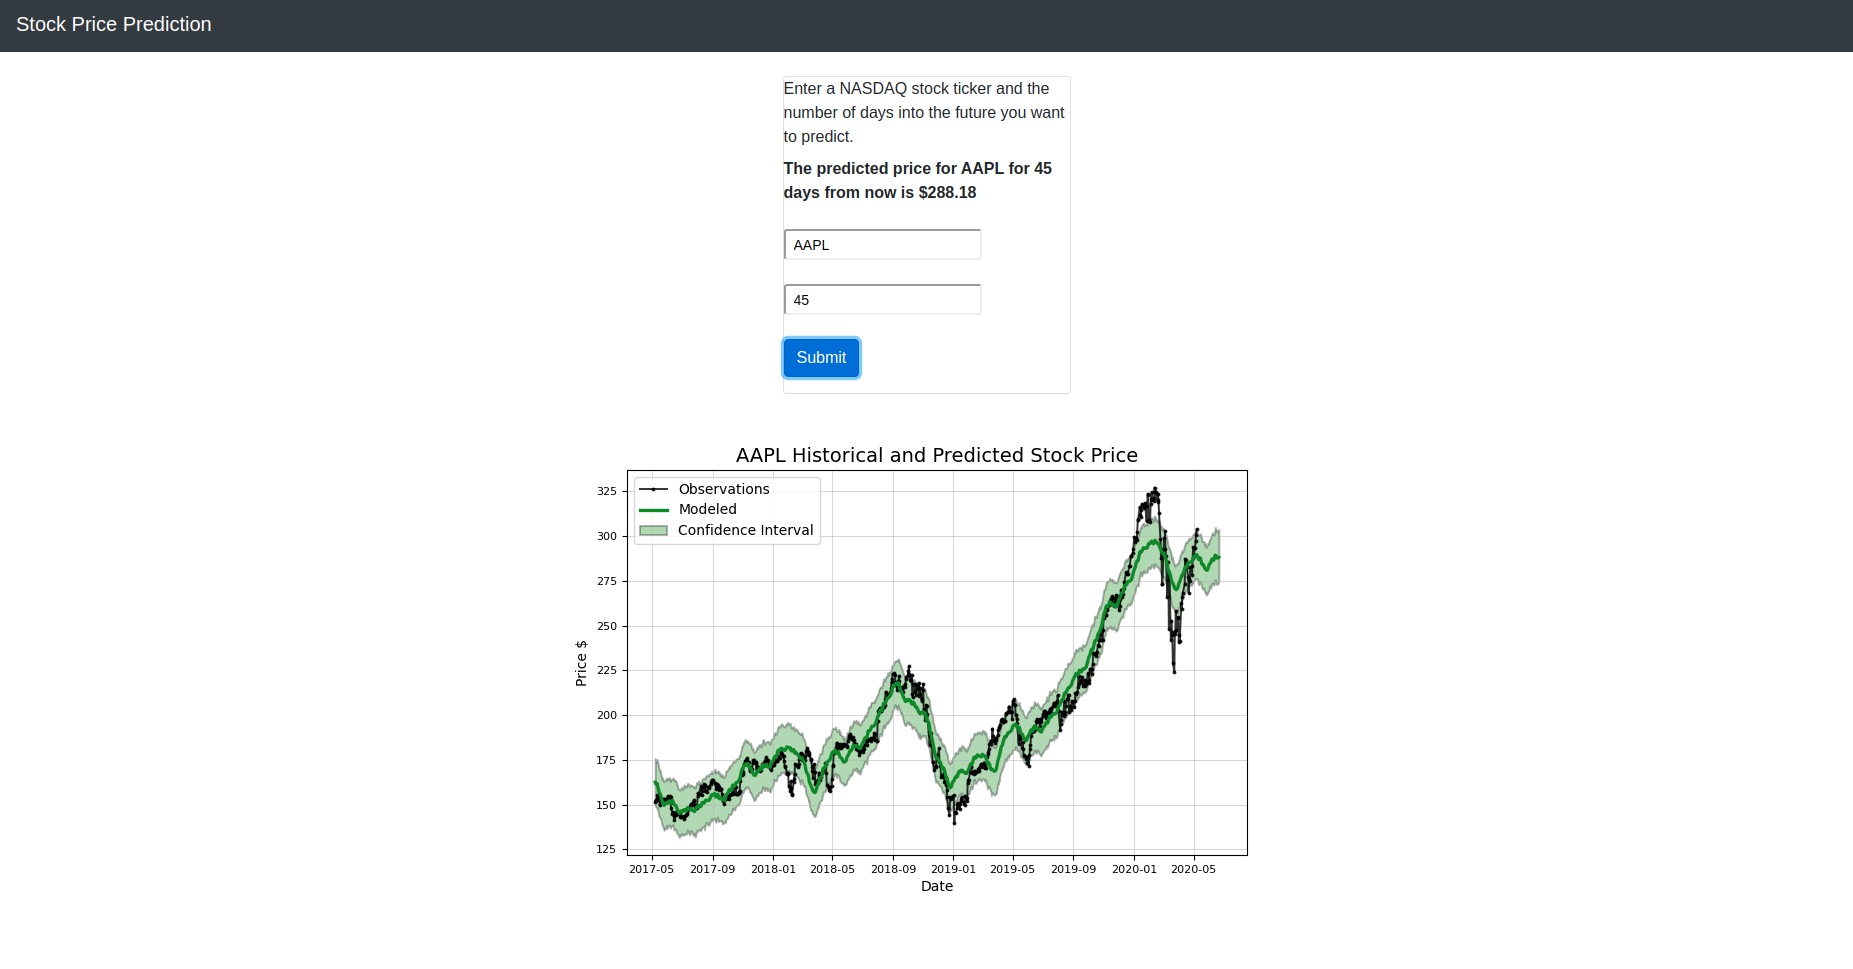 Stock Price Prediction
Enter a NASDAQ stock ticker and the
number of days into the future you want
to predict.
The predicted price for AAPL for 45
days from now is $288.18
AAPL
45
Submit
AAPL Historical and Predicted Stock Price
Observations
Modeled
Confidence Interval
325
300
275
250
225
200
175
150
125
Price $
2017-05 2017-09 2018-01 2018-05 2018-09 2019-01 2019-05 2019-09 2020-01 2020-05
Date